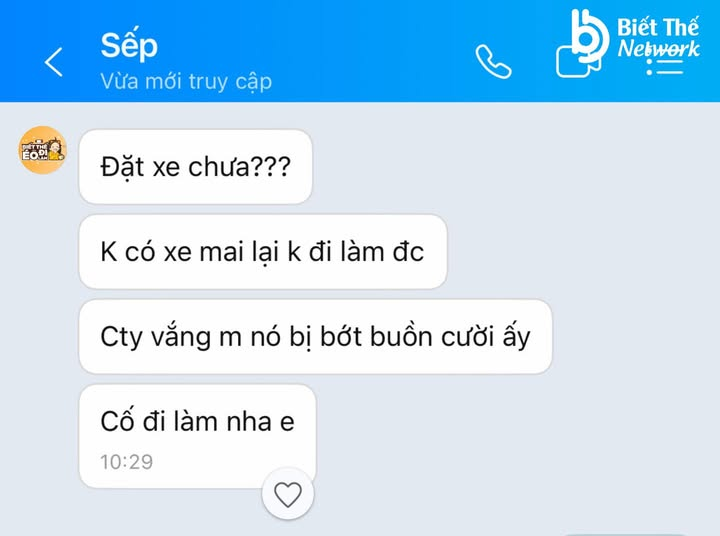 Sếp
Vừa mới truy cập
Biết Thế
Network
BIẾT THẾ
ÉO ĐI
Đặt xe chưa???
K có xe mai lại k đi làm đc
Cty vắng m nó bị bớt buồn cười ấy
Cố đi làm nha e
10:29